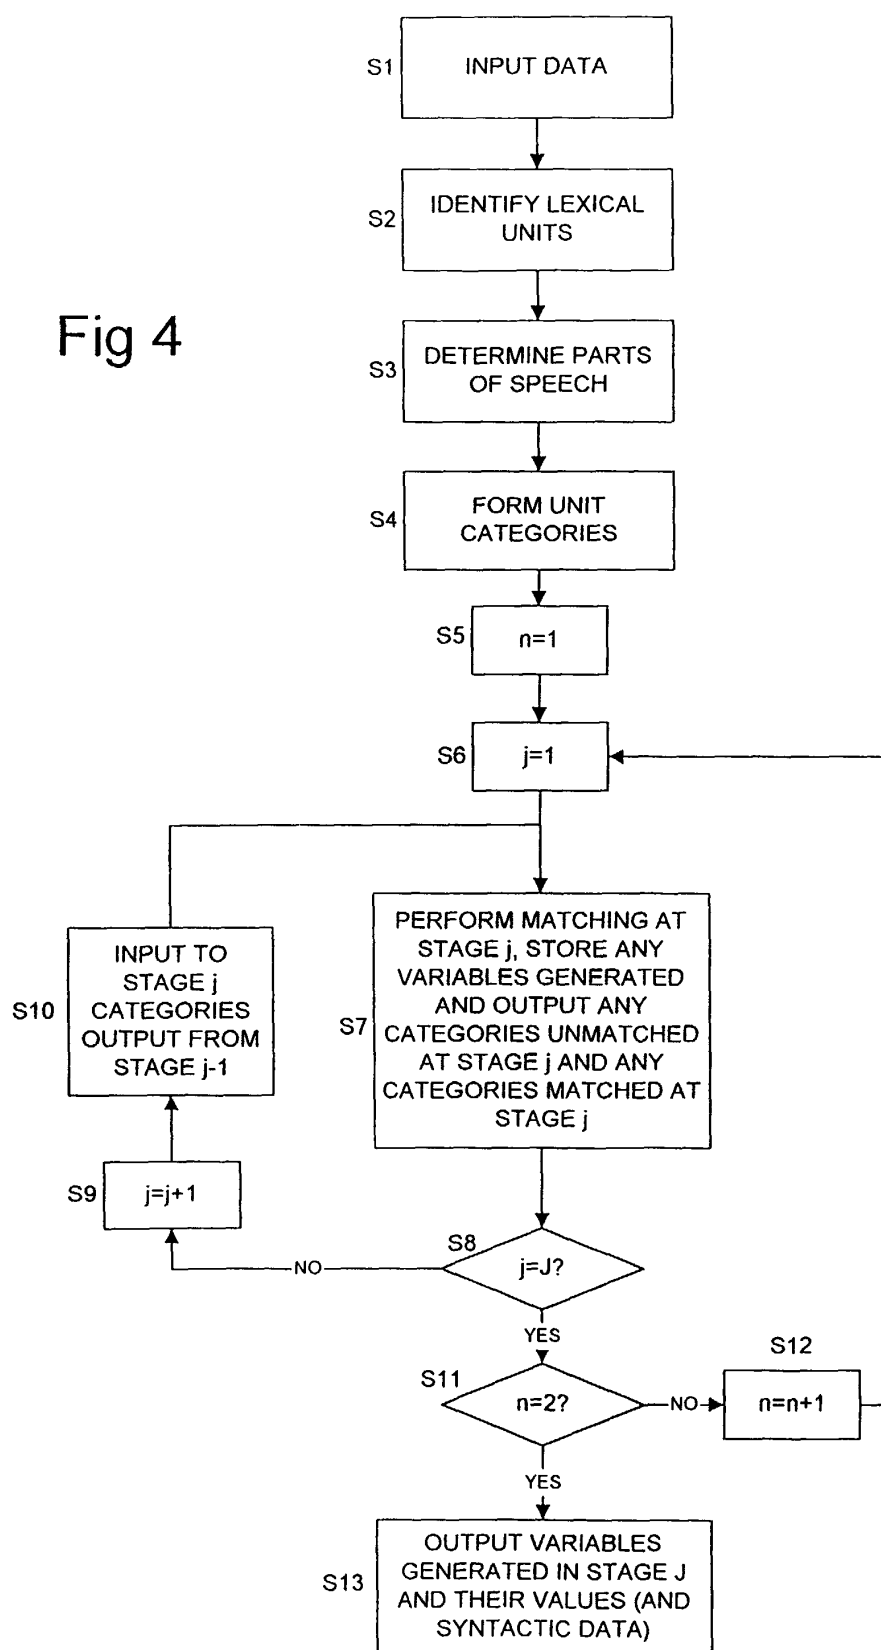 S1
INPUT DATA
S2
IDENTIFY LEXICAL
UNITS
Fig 4
S3
DETERMINE PARTS
OF SPEECH
S4
FORM UNIT
CATEGORIES
S5
n=1
S6
j=1
S10
INPUT TO
STAGE j
CATEGORIES
OUTPUT FROM
STAGE j-1
S7
PERFORM MATCHING AT
STAGE j, STORE ANY
VARIABLES GENERATED
AND OUTPUT ANY
CATEGORIES UNMATCHED
AT STAGE j AND ANY
CATEGORIES MATCHED AT
STAGE j
S9
j=j+1
S8
j=J?
NO
YES
S11
n=2?
NO
S12
n=n+1
YES
S13
OUTPUT VARIABLES
GENERATED IN STAGE J
AND THEIR VALUES (AND
SYNTACTIC DATA)